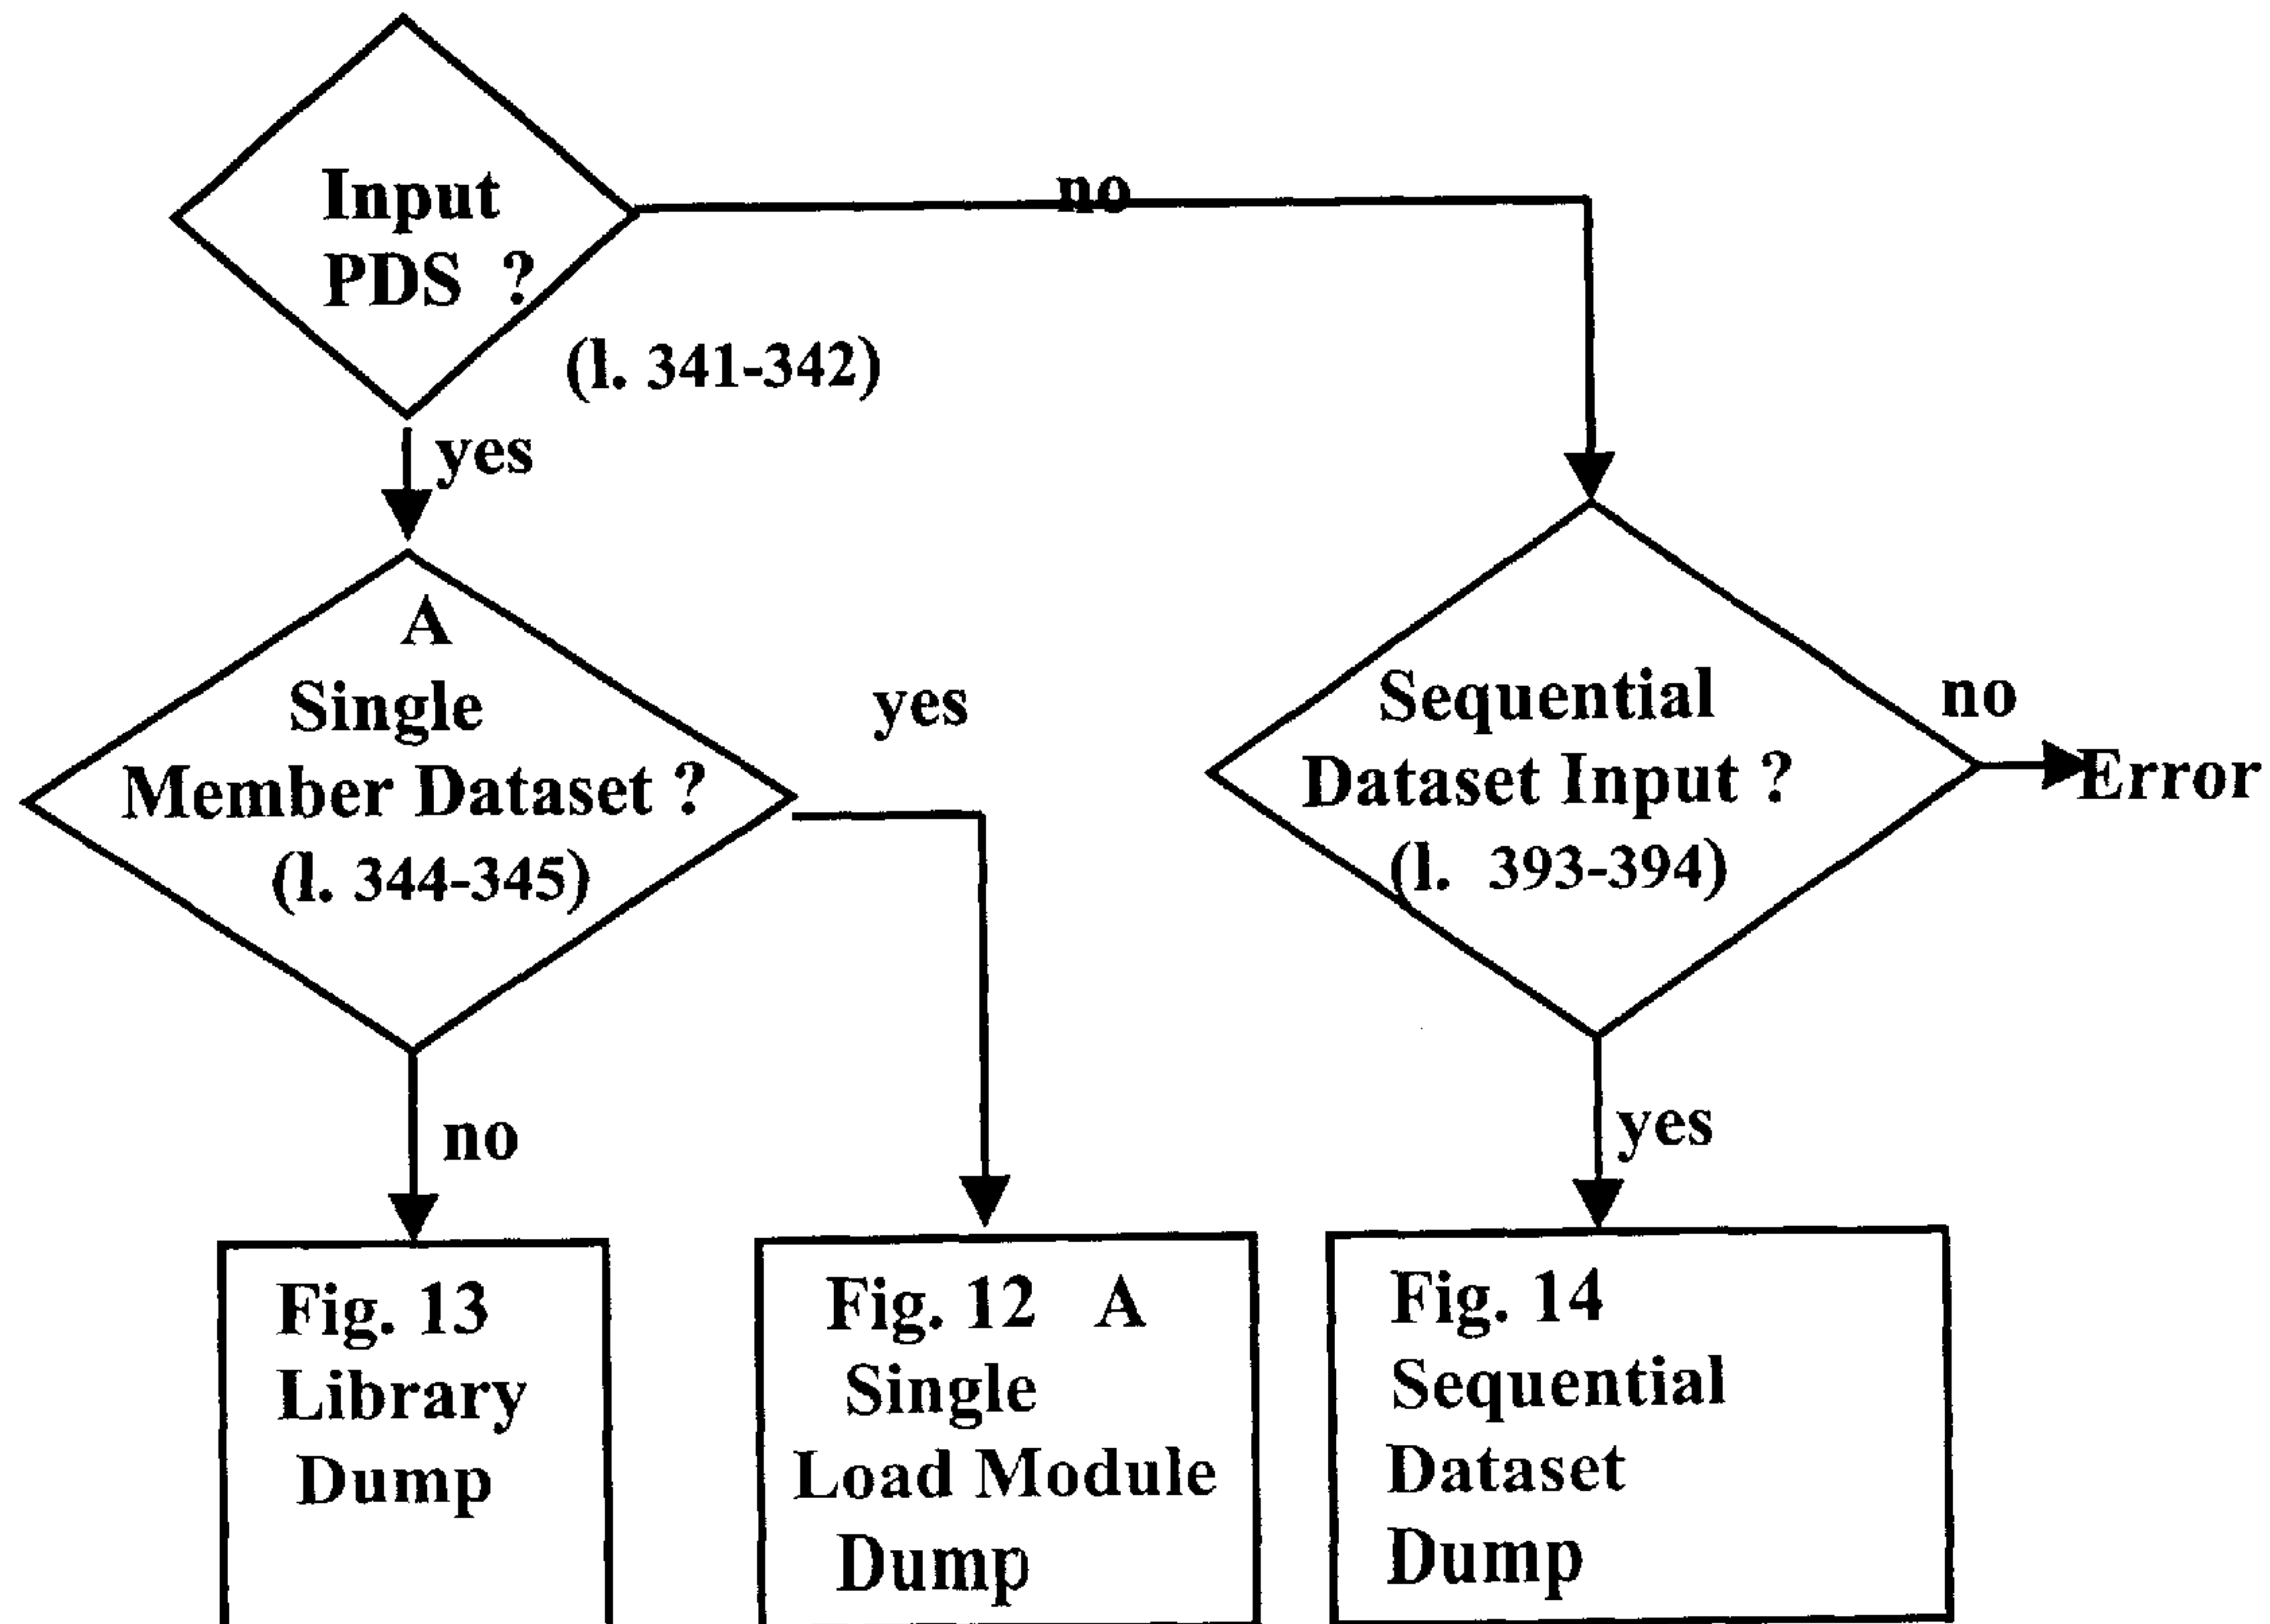 Input
PDS ?
(l. 341-342)
no
yes
A
Single
Member Dataset ?
(l. 344-345)
yes
no
Sequential
Dataset Input ?
(l. 393-394)
no
Error
yes
Fig. 13
Library
Dump
Fig. 12 A
Single
Load Module
Dump
Fig. 14
Sequential
Dataset
Dump